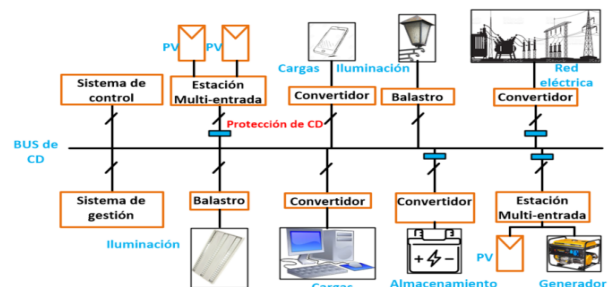 PV PV
Cargas Iluminación
Red
eléctrica
Sistema de
control
Estación
Multi-entrada
Convertidor
Balastro
Convertidor
Protección de CD
BUS de
CD
Sistema de
gestión
Balastro
Convertidor
Convertidor
Estación
Multi-entrada
Iluminación
PV
Cargas
Almacenamiento
Generador